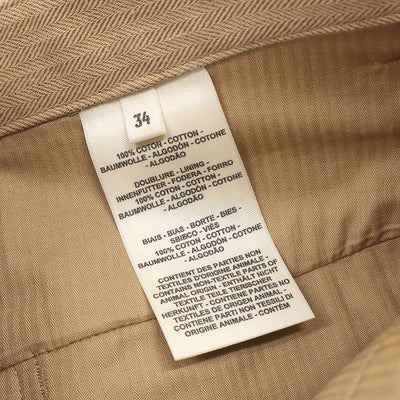 34
100% COTON - COTTON -
BAUMWOLLE - ALGODÓN - COTONE -
ALGODÃO
DOUBLURE - LINING -
INNENFUTTER - FODERA - FORRO
100% COTON - COTTON -
BAUMWOLLE - ALGODÓN - COTONE -
ALGODÃO
BIAIS - BIAS - BORTE - BIES -
SBIECO - VIÉS
100% COTON - COTTON -
BAUMWOLLE - ALGODÓN - COTONE -
ALGODÃO
CONTIENT DES PARTIES NON
TEXTILES D'ORIGINE ANIMALE -
CONTAINS NON-TEXTILE PARTS OF
ANIMAL ORIGIN - ENTHÄLT NICHT
TEXTILE TEILE TIERISCHER
HERKUNFT - CONTIENE PARTES NO
TEXTILES DE ORIGEN ANIMAL -
CONTIENE PARTI NON TESSILI DI
ORIGINE ANIMALE - CONTÉM